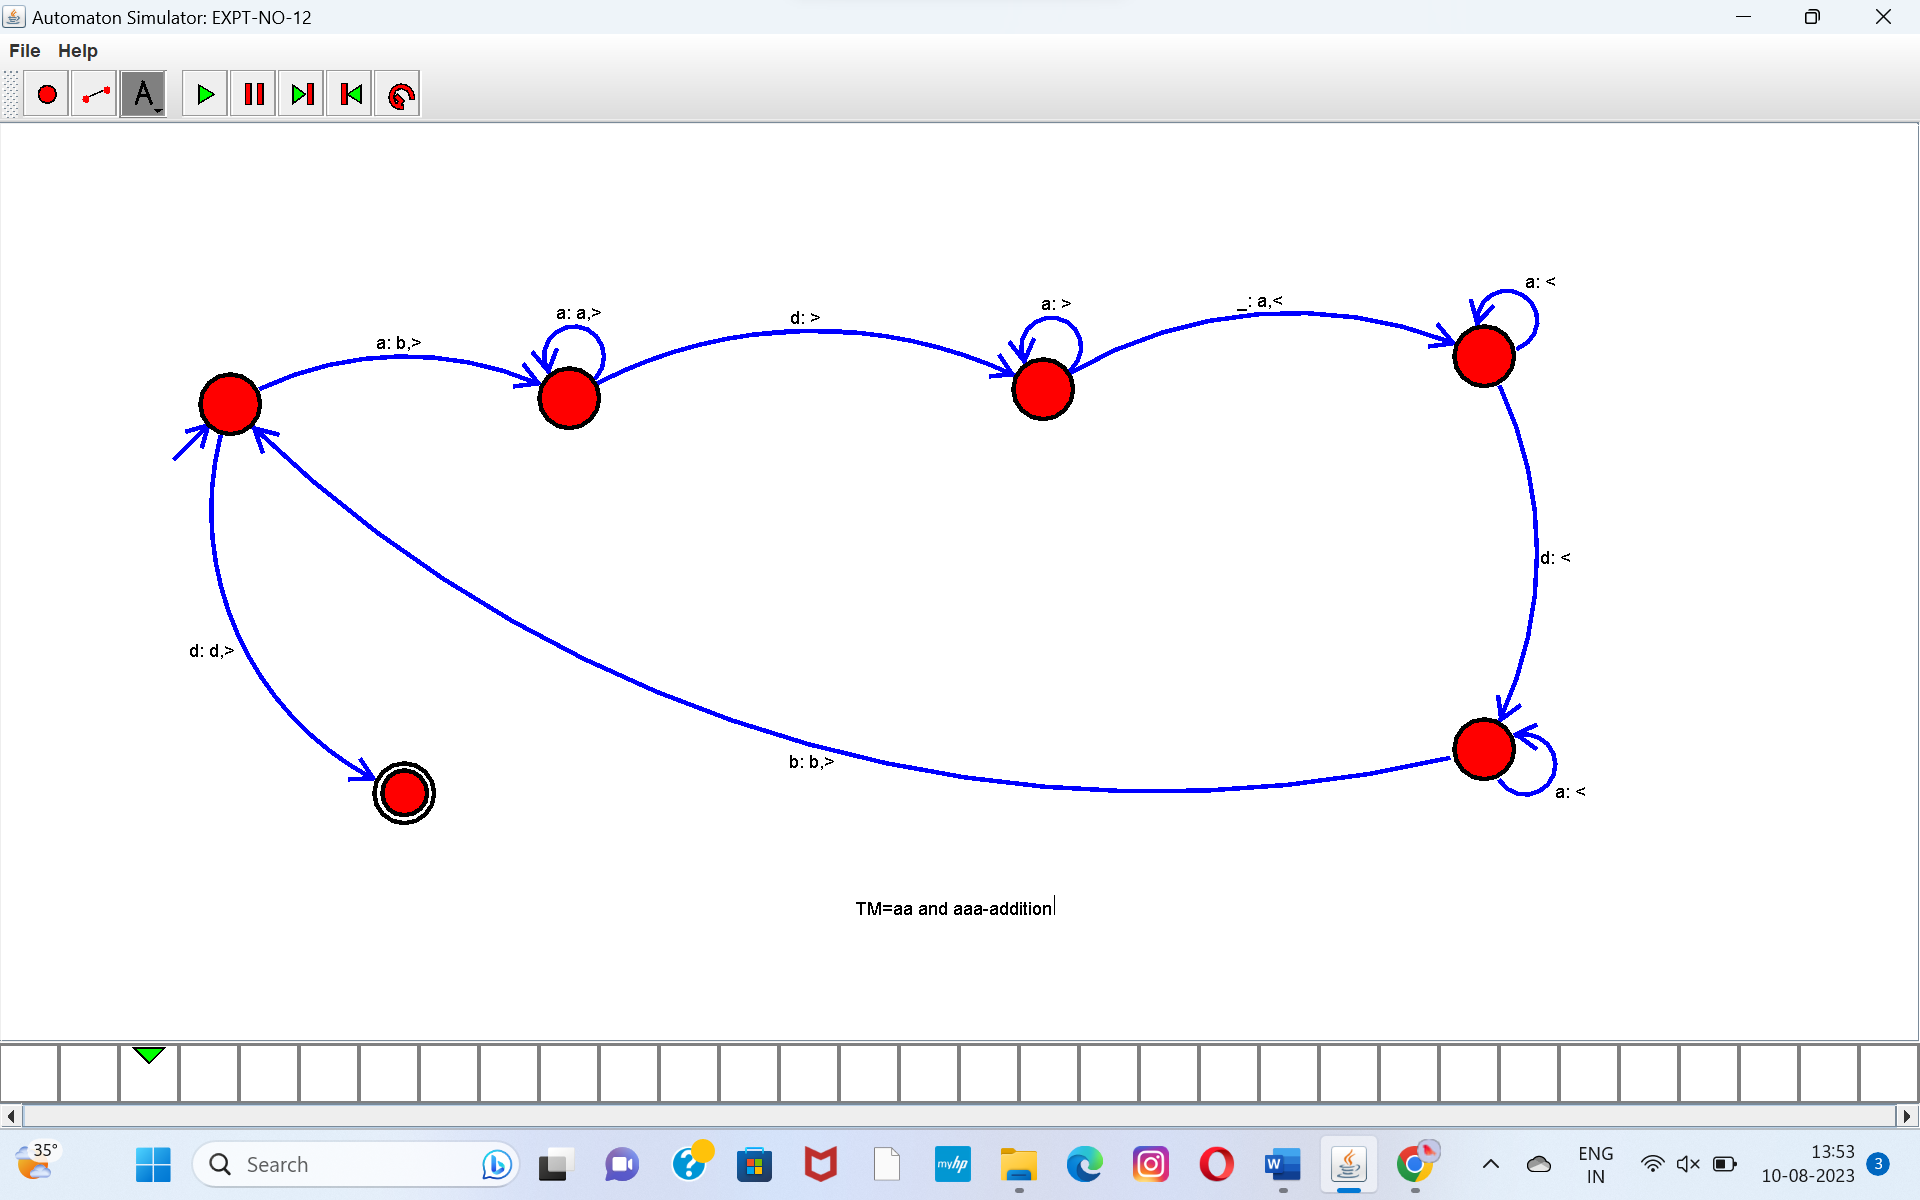 Automaton Simulator: EXPT-NO-12
File Help
A
a: <
a: >
_: a,<
a: a,>
d: >
a: b,>
d: <
d: d,>
b: b,>
a: <
TM=aa and aaa-addition
35°
Search
myhp
W
ENG
IN
13:53
10-08-2023
3